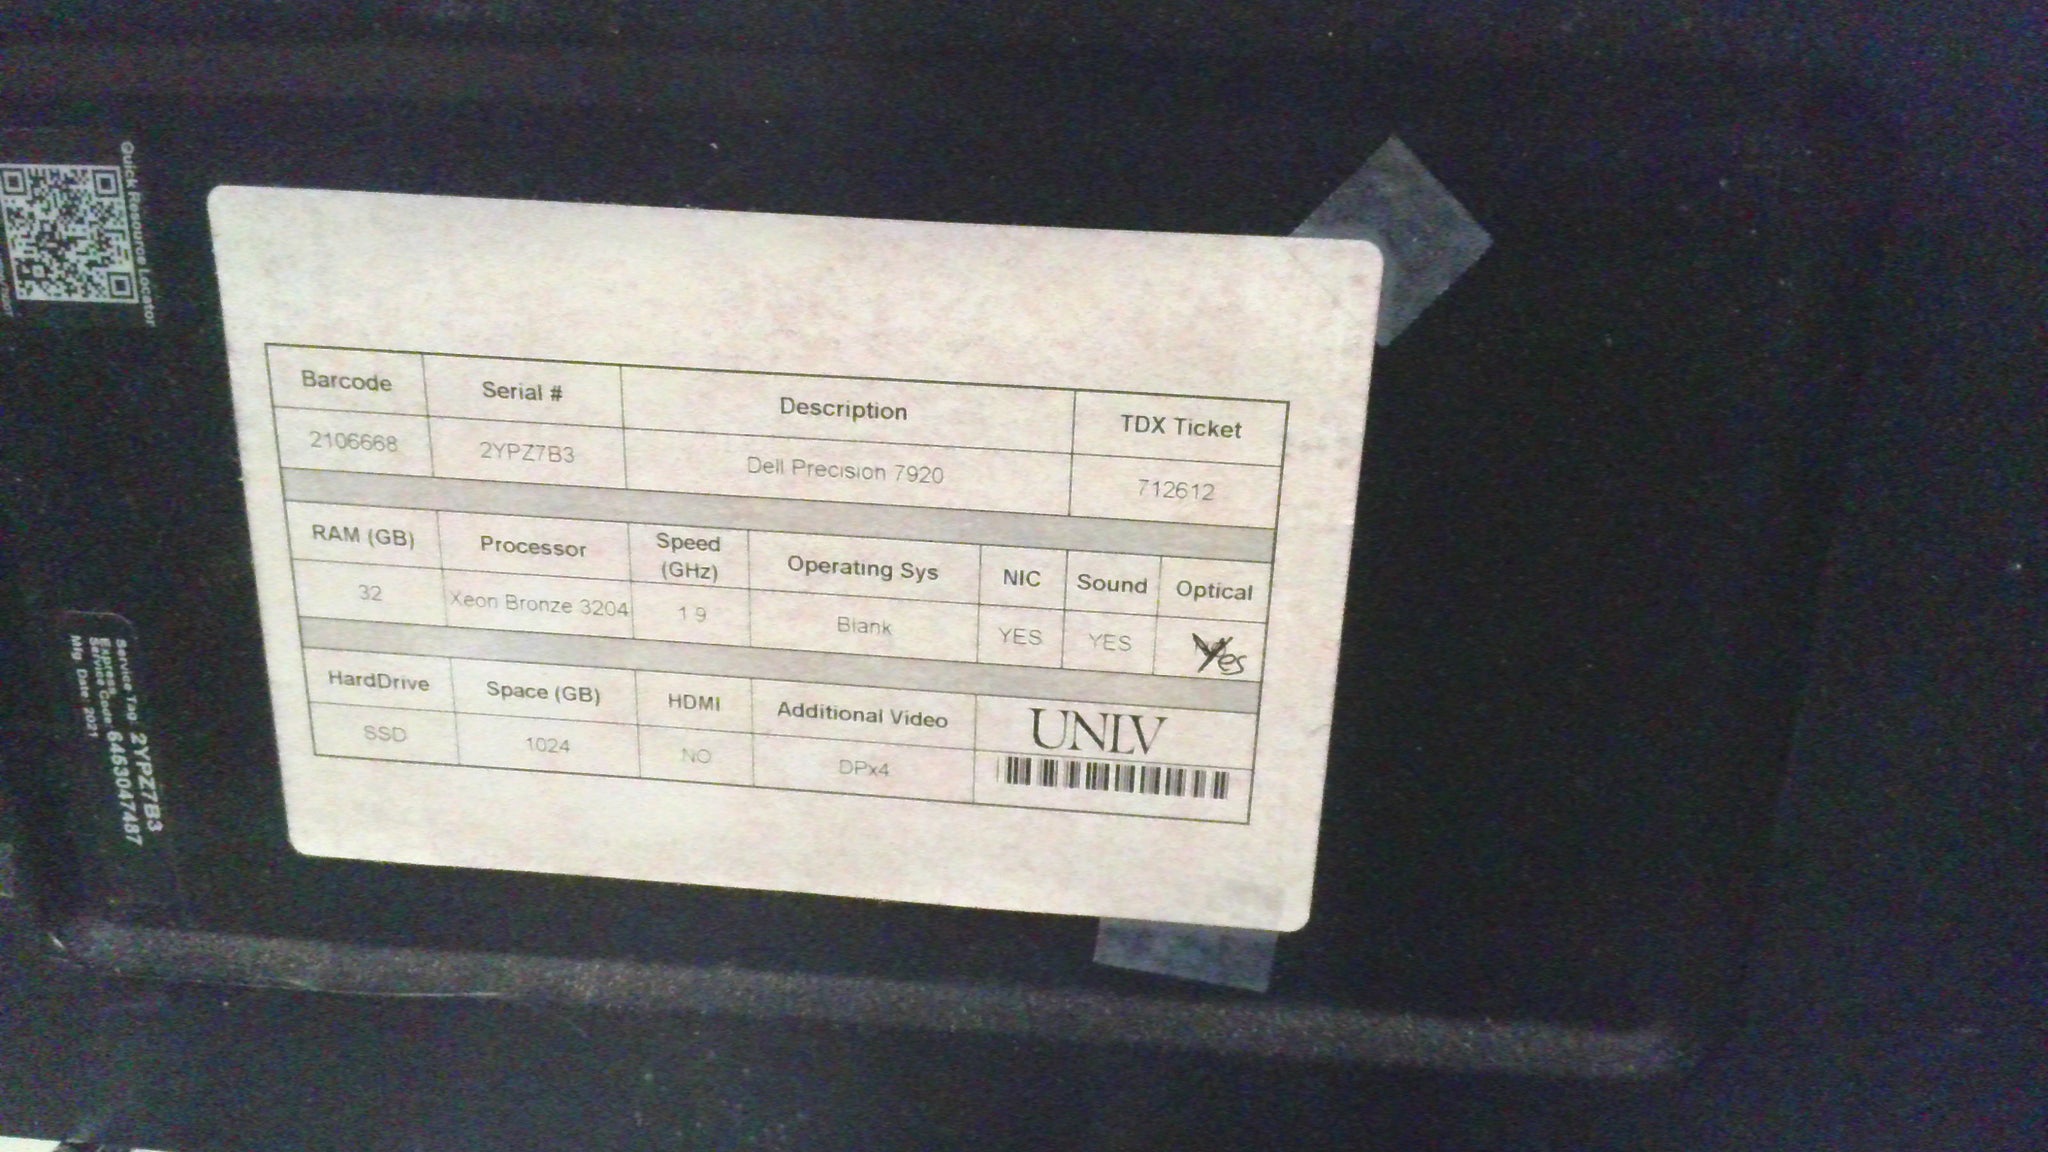 Quick Resource Locator
Barcode Serial # Description TDX Ticket
2106668 2YPZ7B3 Dell Precision 7920 712612
RAM (GB) Processor Speed (GHz) Operating Sys NIC Sound Optical
32 Xeon Bronze 3204 1 9 Blank YES YES Yes
HardDrive Space (GB) HDMI Additional Video UNLV
SSD 1024 NO DPx4
Service Tag 2YPZ7B3
Express Service Code 6463047487
Mfg Date 2021